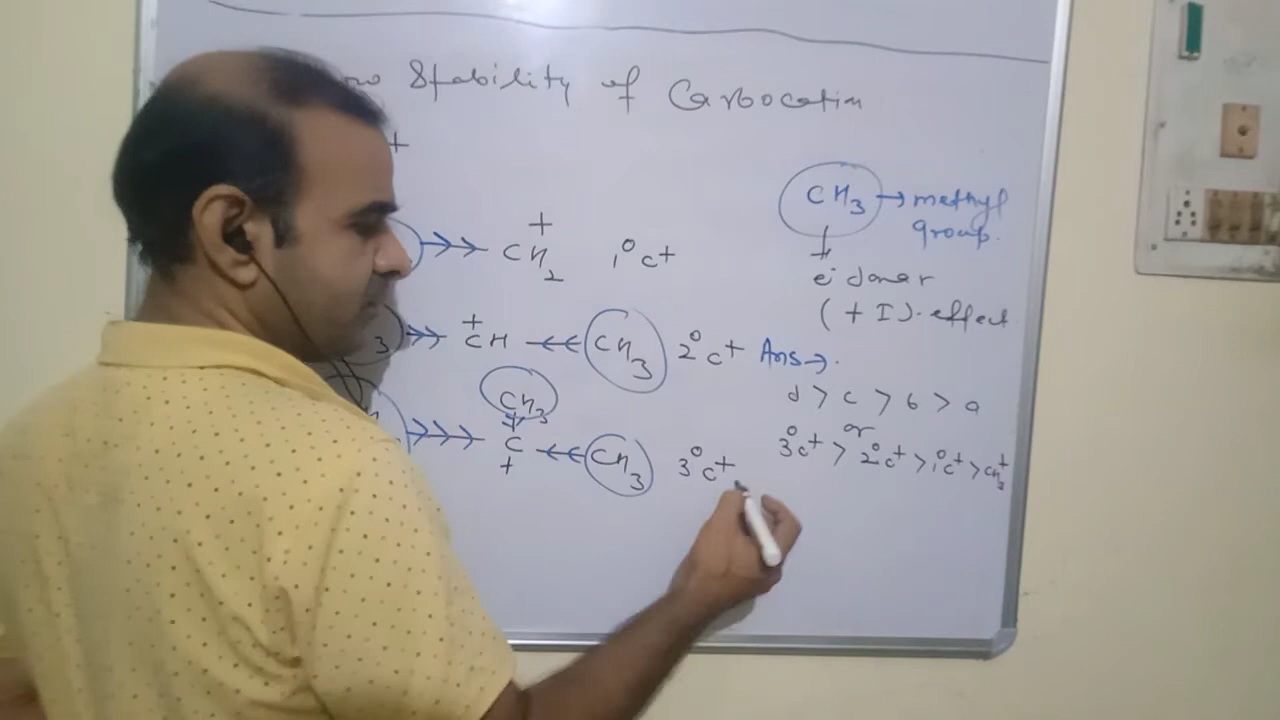 Stability of Carbocation
+
CH3 → methyl
group.
e⁻ donar
(+I).effect
→>> CH2⁺ 1° C+
3 →> CH⁺ <<- CH3 2° C+
CH3
→>>> C <<- CH3 3° C+
+
Ans →.
d > c > b > a
or
3° C+ > 2° C+ > 1° C+ > CH3⁺